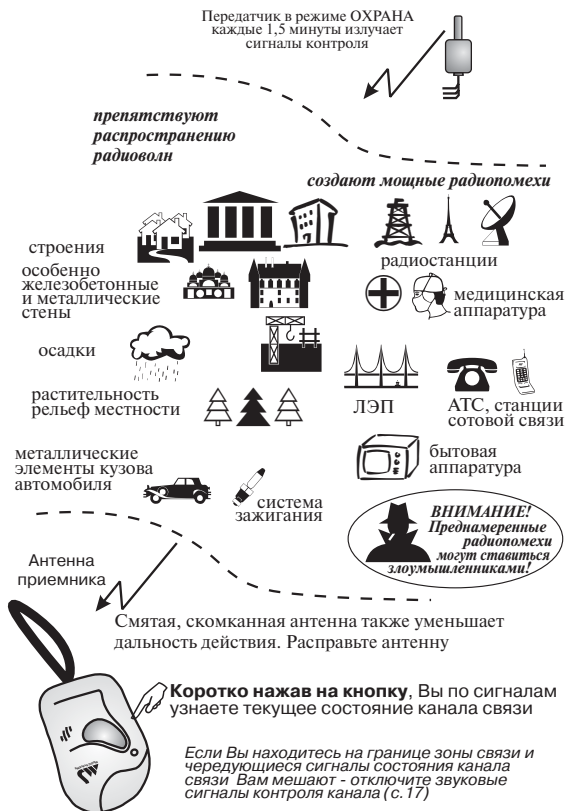 Передатчик в режиме ОХРАНА
каждые 1,5 минуты излучает
сигналы контроля
препятствуют
распространению
радиоволн
создают мощные радиопомехи
строения
особенно
железобетонные
и металлические
стены
радиостанции
медицинская
аппаратура
осадки
растительность
рельеф местности
ЛЭП
АТС, станции
сотовой связи
металлические
элементы кузова
автомобиля
система
зажигания
бытовая
аппаратура
ВНИМАНИЕ!
Преднамеренные
радиопомехи
могут ставиться
злоумышленниками!
Антенна
приемника
Смятая, скомканная антенна также уменьшает
дальность действия. Расправьте антенну
Коротко нажав на кнопку, Вы по сигналам
узнаете текущее состояние канала связи
Если Вы находитесь на границе зоны связи и
чередующиеся сигналы состояния канала
связи Вам мешают - отключите звуковые
сигналы контроля канала (с.17)